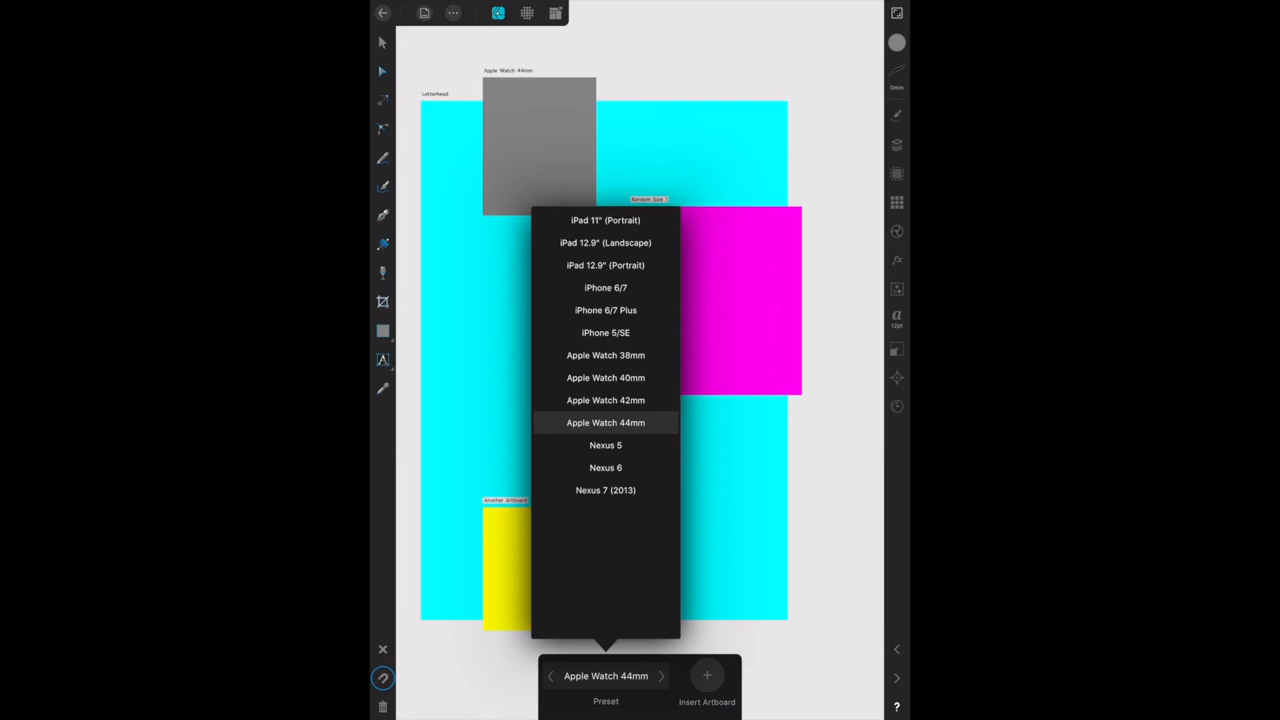 Apple Watch 44mm
Letterhead
0mm
Random Size 1
iPad 11" (Portrait)
iPad 12.9" (Landscape)
iPad 12.9" (Portrait)
iPhone 6/7
iPhone 6/7 Plus
iPhone 5/SE
a
12pt
Apple Watch 38mm
A
Apple Watch 40mm
Apple Watch 42mm
Apple Watch 44mm
Nexus 5
Nexus 6
Nexus 7 (2013)
Another Artboard
Apple Watch 44mm
Preset
Insert Artboard
?